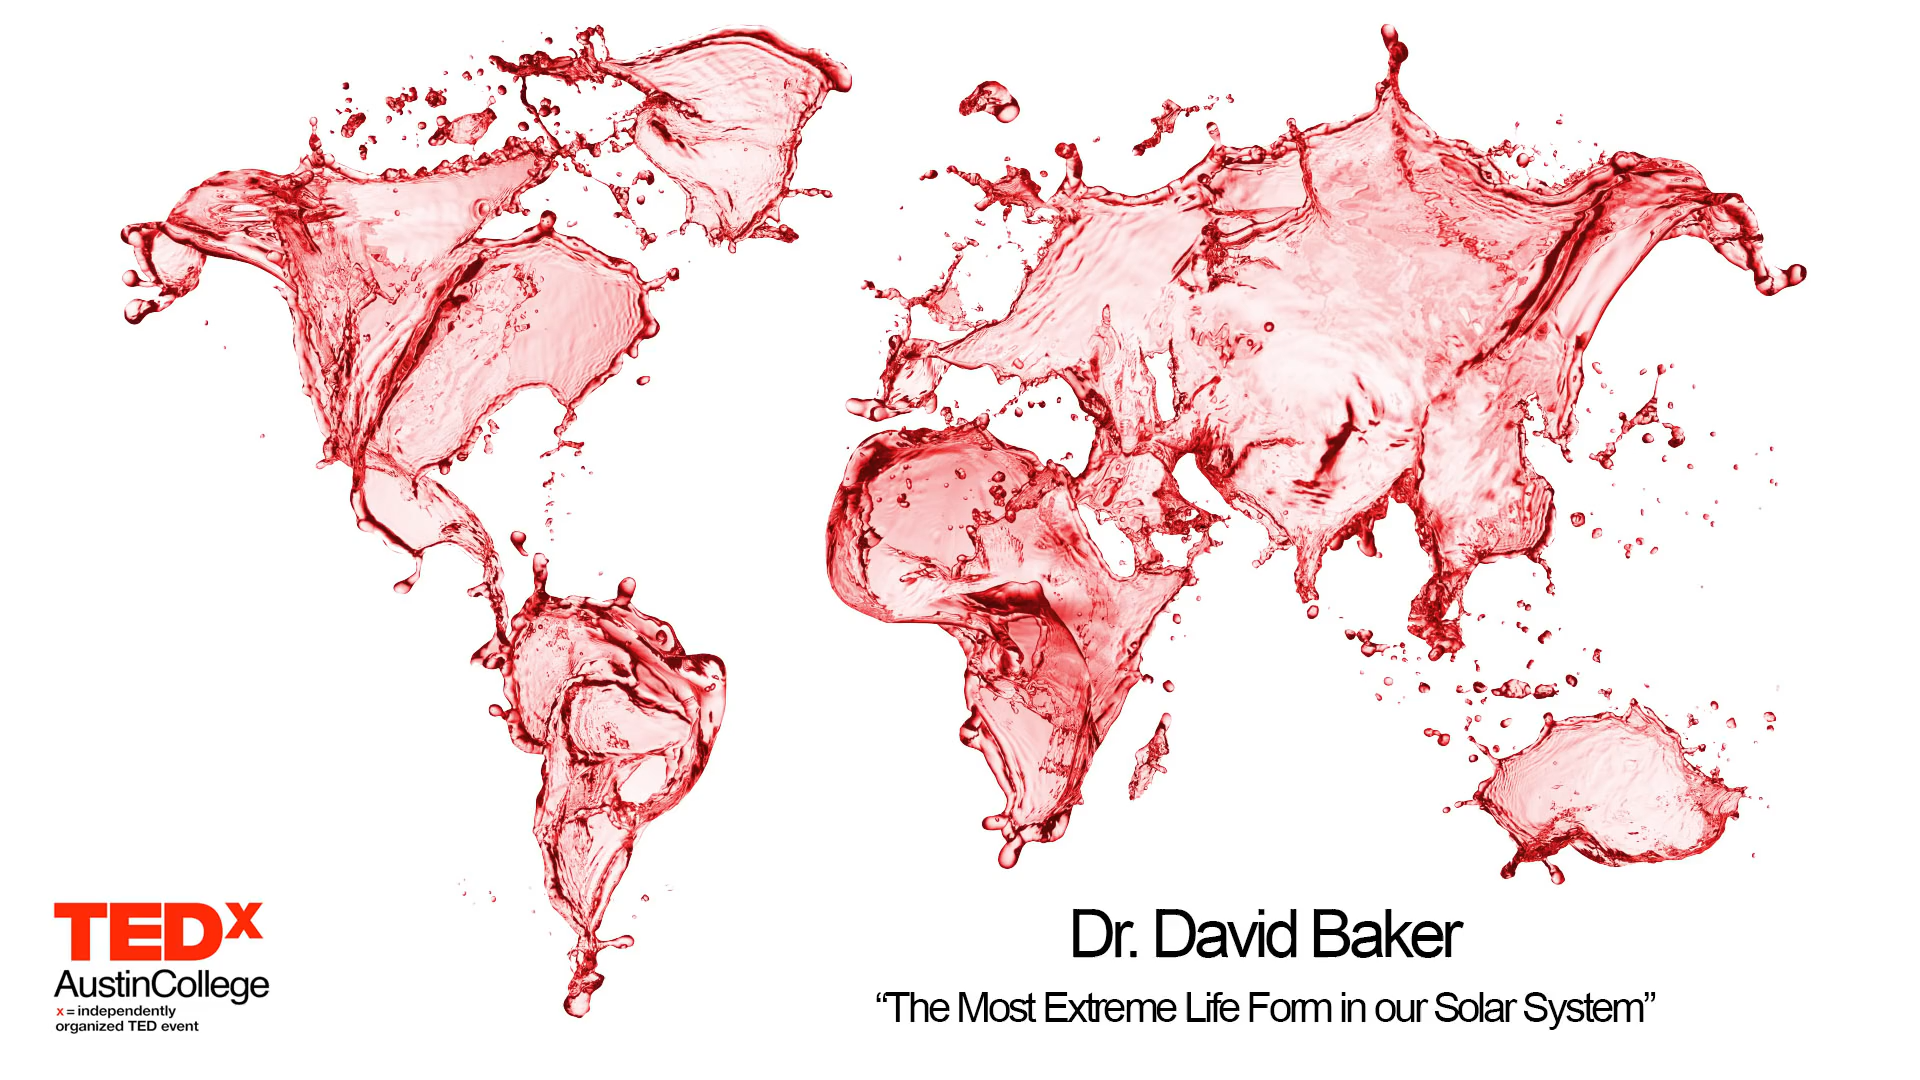 TEDx
AustinCollege
x = independently
organized TED event
Dr. David Baker
“The Most Extreme Life Form in our Solar System”